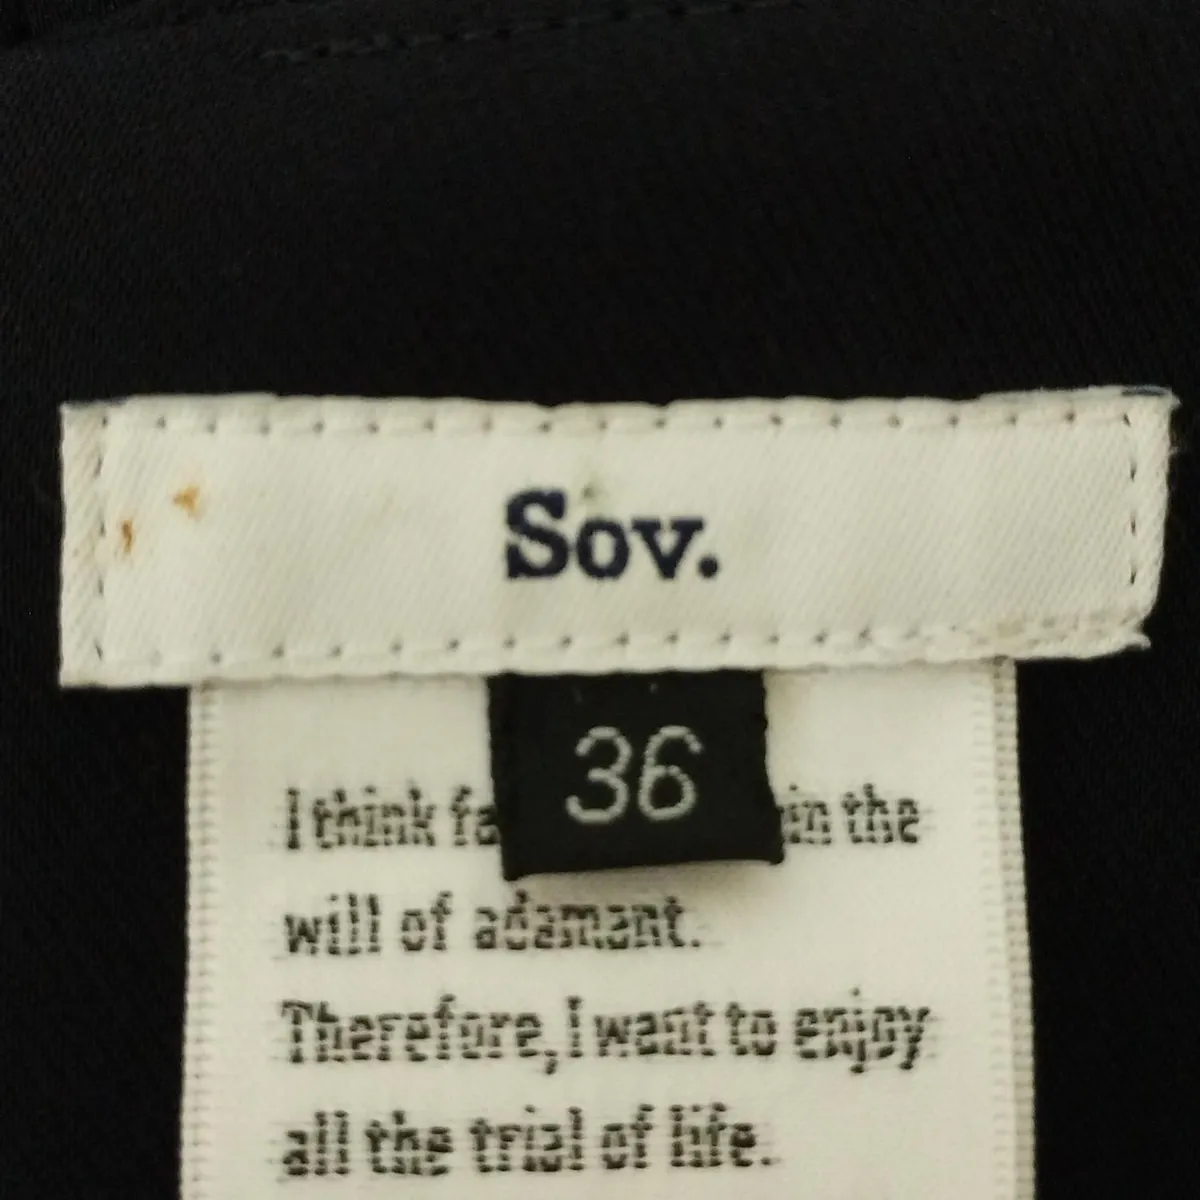 Sov.
36
I think fa in the
will of adamant.
Therefore, I want to enjoy
all the trial of life.